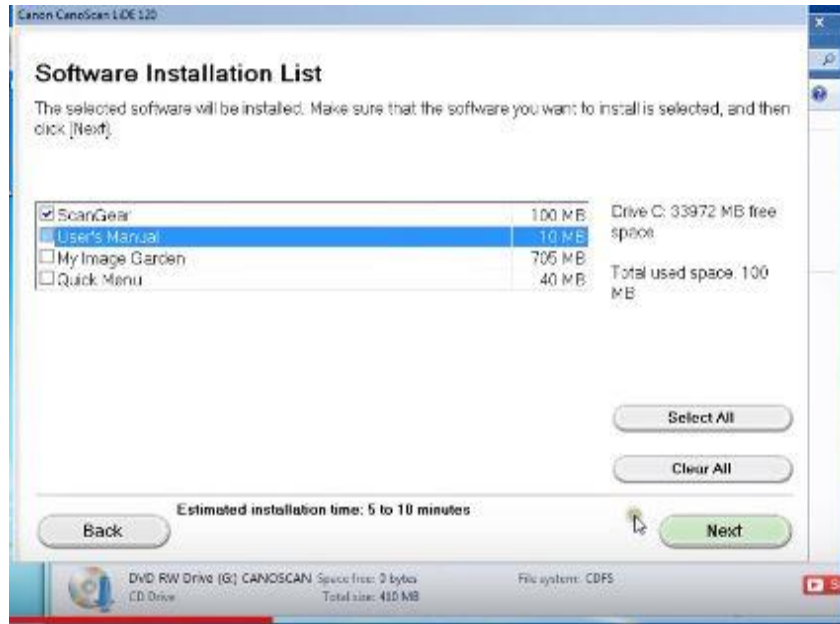 Canon CanoScan LiDE 120
Software Installation List
The selected software will be installed. Make sure that the software you want to install is selected, and then
click [Next].
ScanGear 100 MB
User's Manual 10 MB
My Image Garden 705 MB
Quick Menu 40 MB
Drive C: 33972 MB free
space
Total used space: 100
MB
Select All
Clear All
Estimated installation time: 5 to 10 minutes
Back
Next
DVD RW Drive (G:) CANOSCAN Space free: 0 bytes File system: CDFS
CD Drive Total size: 410 MB